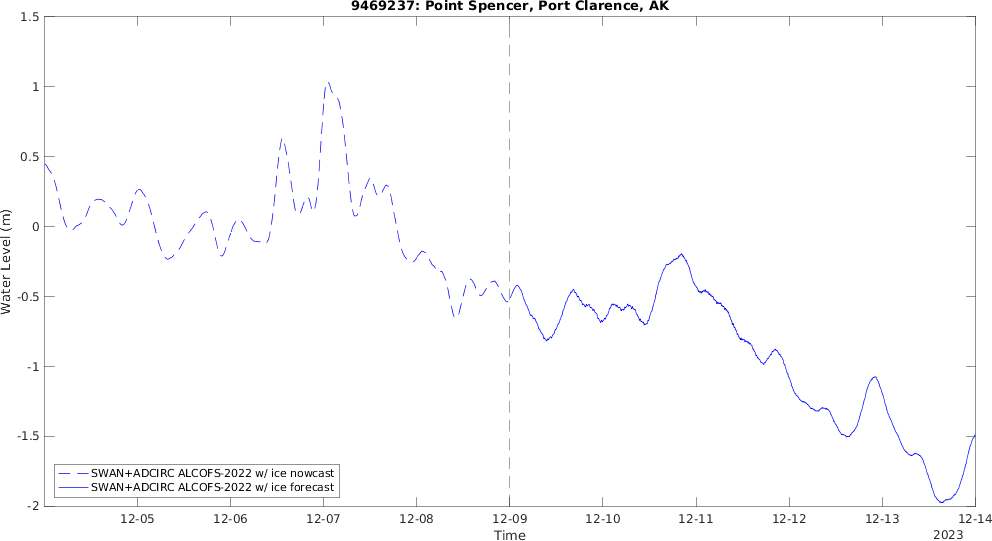 9469237: Point Spencer, Port Clarence, AK
1.5
1
0.5
0
-0.5
-1
-1.5
-2
Water Level (m)
SWAN+ADCIRC ALCOFS-2022 w/ ice nowcast
SWAN+ADCIRC ALCOFS-2022 w/ ice forecast
12-05 12-06 12-07 12-08 12-09 12-10 12-11 12-12 12-13 12-14
Time
2023